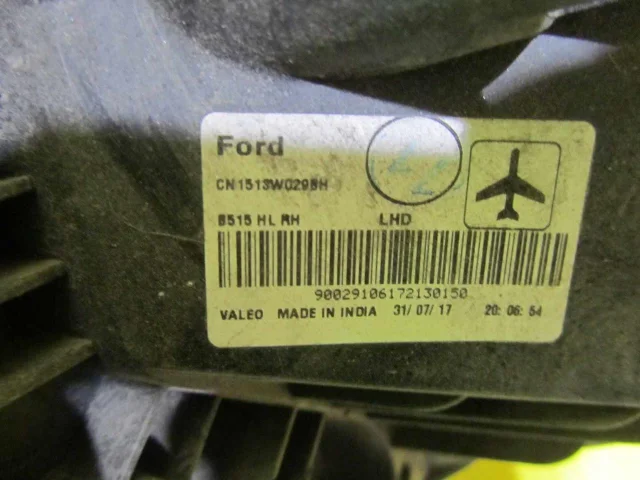 Ford
CN1513W029BH
B515 HL RH LHD
90029106172130150
VALEO MADE IN INDIA 31/07/17 20:06:54